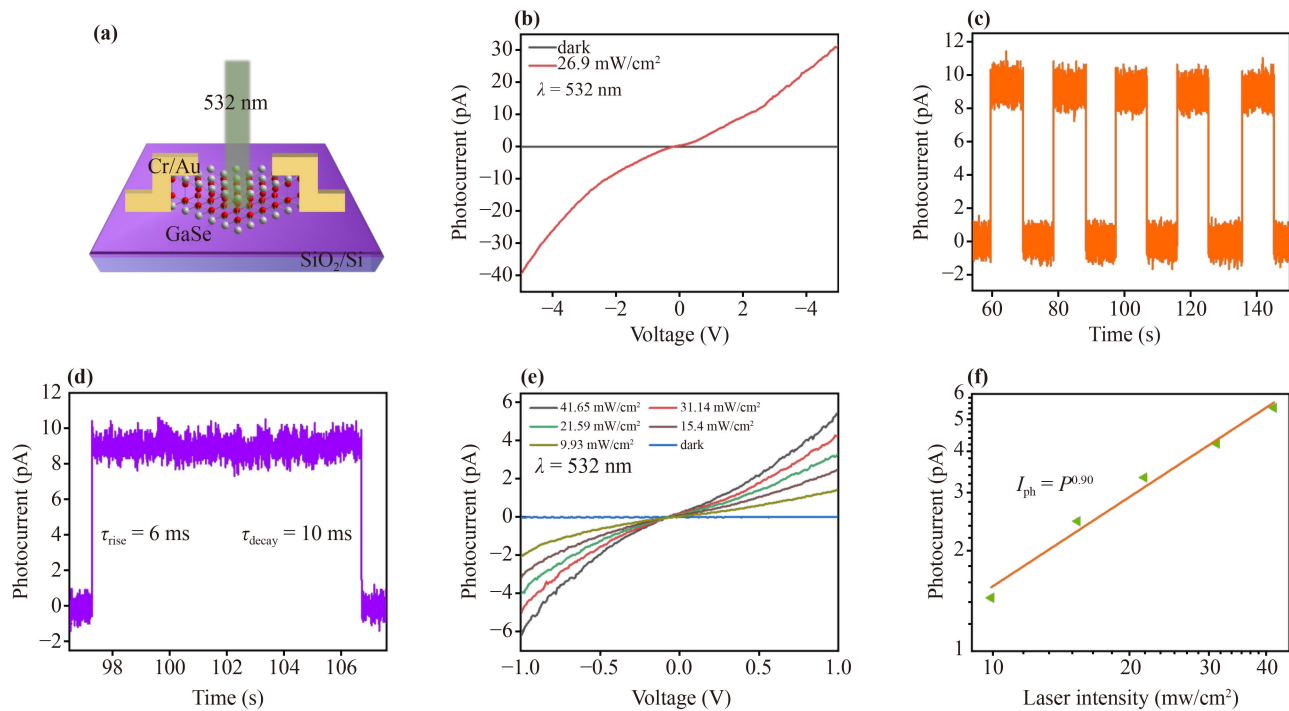 (a)
532 nm
Cr/Au
GaSe
SiO₂/Si
(b)
Photocurrent (pA)
30
20
10
0
−10
−20
−30
−40
dark
26.9 mW/cm²
λ = 532 nm
−4 −2 0 2 −4
Voltage (V)
(c)
Photocurrent (pA)
12
10
8
6
4
2
0
−2
60 80 100 120 140
Time (s)
(d)
Photocurrent (pA)
12
10
8
6
4
2
0
−2
τrise = 6 ms τdecay = 10 ms
98 100 102 104 106
Time (s)
(e)
Photocurrent (pA)
6
4
2
0
−2
−4
−6
41.65 mW/cm² 31.14 mW/cm²
21.59 mW/cm² 15.4 mW/cm²
9.93 mW/cm² dark
λ = 532 nm
−1.0 −0.5 0.0 0.5 1.0
Voltage (V)
(f)
Photocurrent (pA)
6
5
4
3
2
1
Iph = P⁰·⁹⁰
10 20 30 40
Laser intensity (mw/cm²)